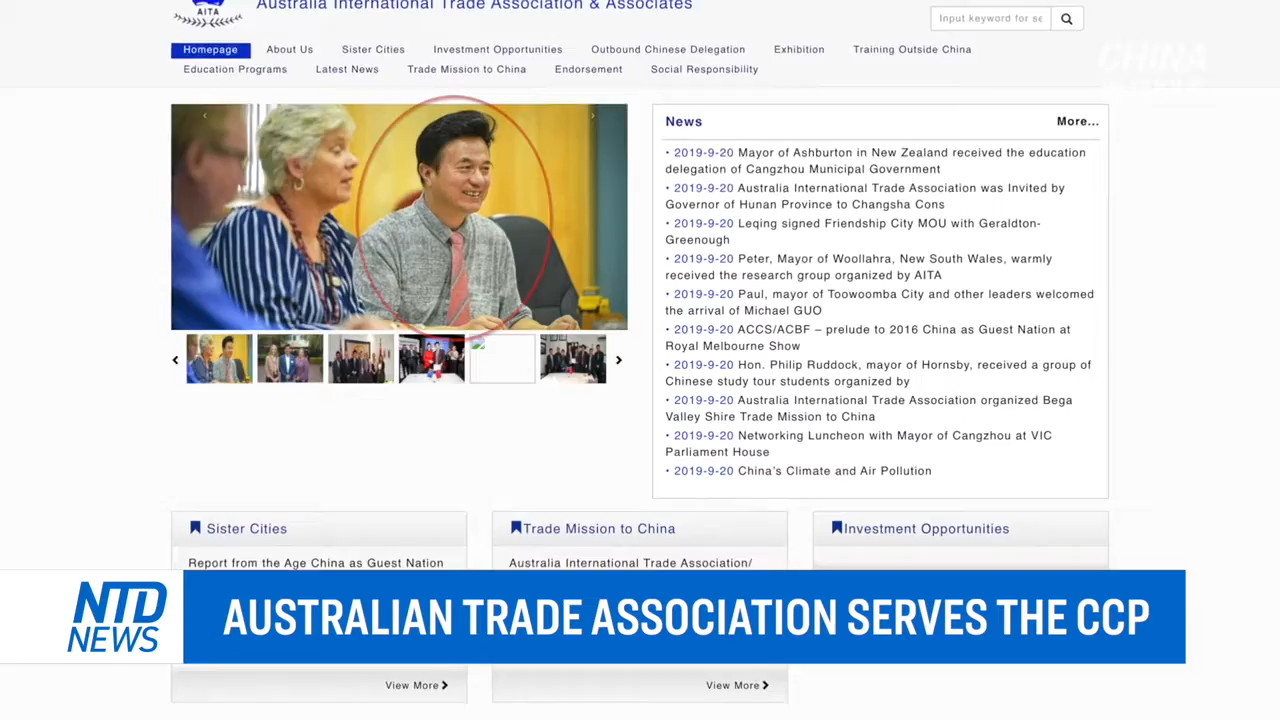 Australia International Trade Association & Associates
AITA
Input keyword for se
Homepage About Us Sister Cities Investment Opportunities Outbound Chinese Delegation Exhibition Training Outside China
Education Programs Latest News Trade Mission to China Endorsement Social Responsibility
CHINA
News More...
• 2019-9-20 Mayor of Ashburton in New Zealand received the education
delegation of Cangzhou Municipal Government
• 2019-9-20 Australia International Trade Association was Invited by
Governor of Hunan Province to Changsha Cons
• 2019-9-20 Leqing signed Friendship City MOU with Geraldton-
Greenough
• 2019-9-20 Peter, Mayor of Woollahra, New South Wales, warmly
received the research group organized by AITA
• 2019-9-20 Paul, mayor of Toowoomba City and other leaders welcomed
the arrival of Michael GUO
• 2019-9-20 ACCS/ACBF – prelude to 2016 China as Guest Nation at
Royal Melbourne Show
• 2019-9-20 Hon. Philip Ruddock, mayor of Hornsby, received a group of
Chinese study tour students organized by
• 2019-9-20 Australia International Trade Association organized Bega
Valley Shire Trade Mission to China
• 2019-9-20 Networking Luncheon with Mayor of Cangzhou at VIC
Parliament House
• 2019-9-20 China's Climate and Air Pollution
Sister Cities
Report from the Age China as Guest Nation
Trade Mission to China
Australia International Trade Association/
Investment Opportunities
NTD
NEWS
AUSTRALIAN TRADE ASSOCIATION SERVES THE CCP
View More
View More